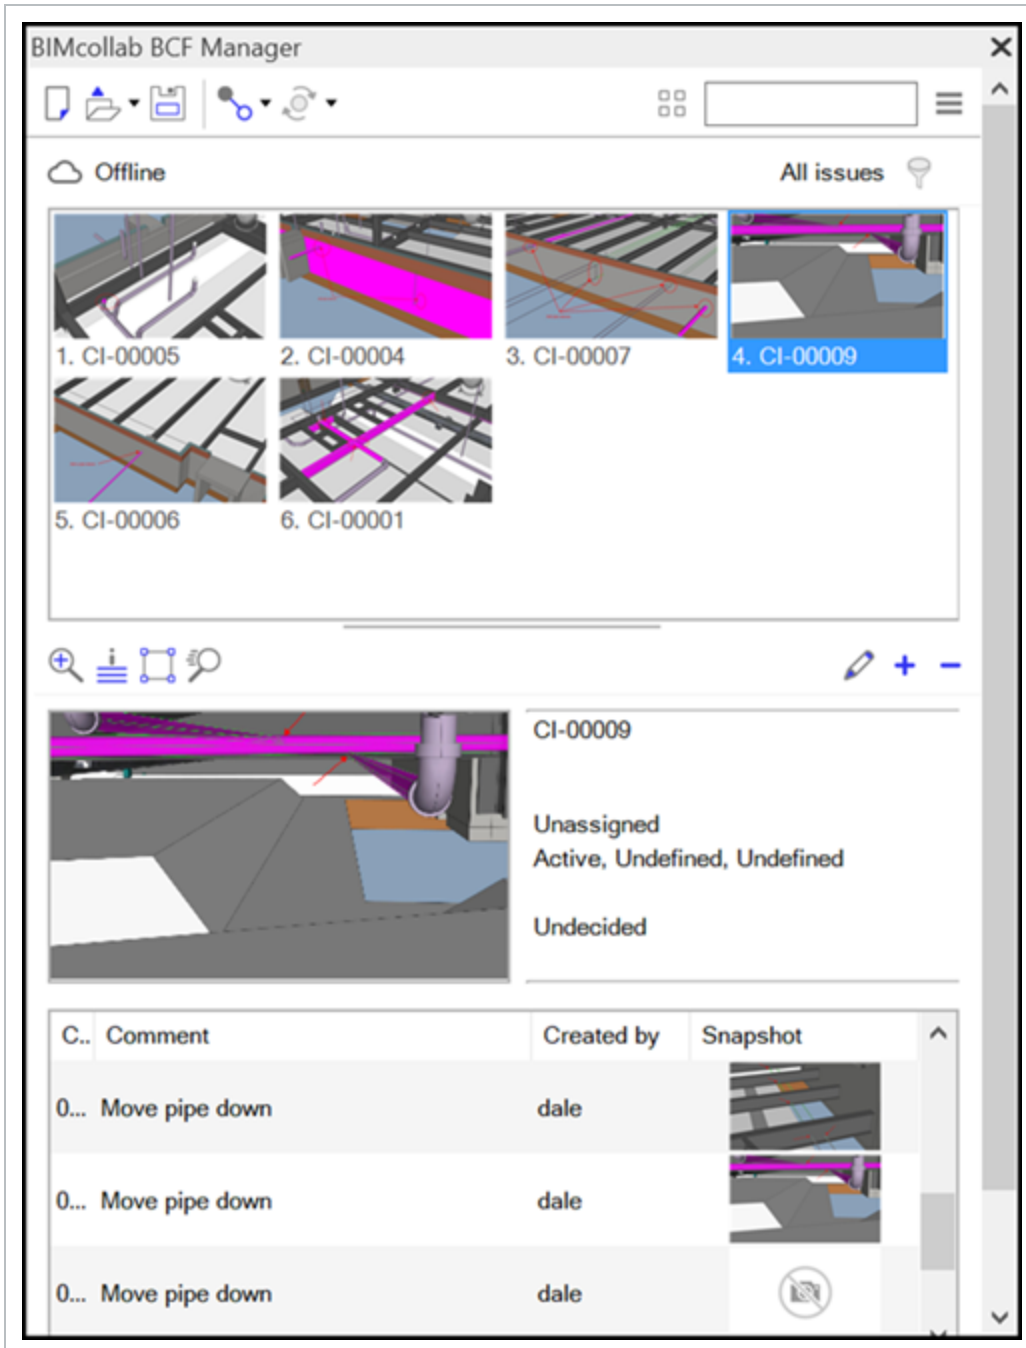 BIMcollab BCF Manager
Offline
All issues
1. CI-00005
2. CI-00004
3. CI-00007
4. CI-00009
5. CI-00006
6. CI-00001
CI-00009
Unassigned
Active, Undefined, Undefined
Undecided
C.. Comment Created by Snapshot
0... Move pipe down dale
0... Move pipe down dale
0... Move pipe down dale